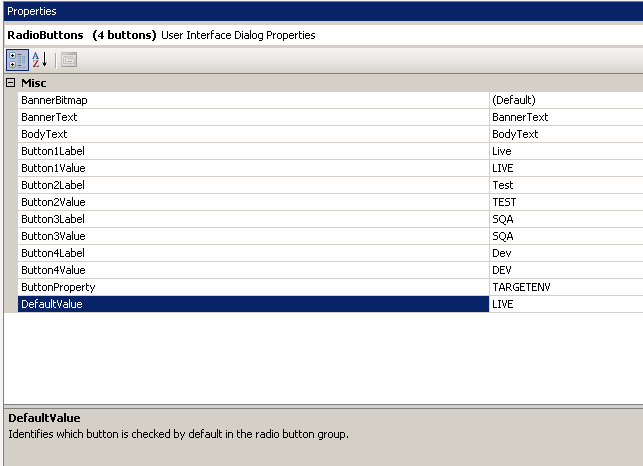 Properties
RadioButtons (4 buttons) User Interface Dialog Properties
Misc
BannerBitmap (Default)
BannerText BannerText
BodyText BodyText
Button1Label Live
Button1Value LIVE
Button2Label Test
Button2Value TEST
Button3Label SQA
Button3Value SQA
Button4Label Dev
Button4Value DEV
ButtonProperty TARGETENV
DefaultValue LIVE
DefaultValue
Identifies which button is checked by default in the radio button group.